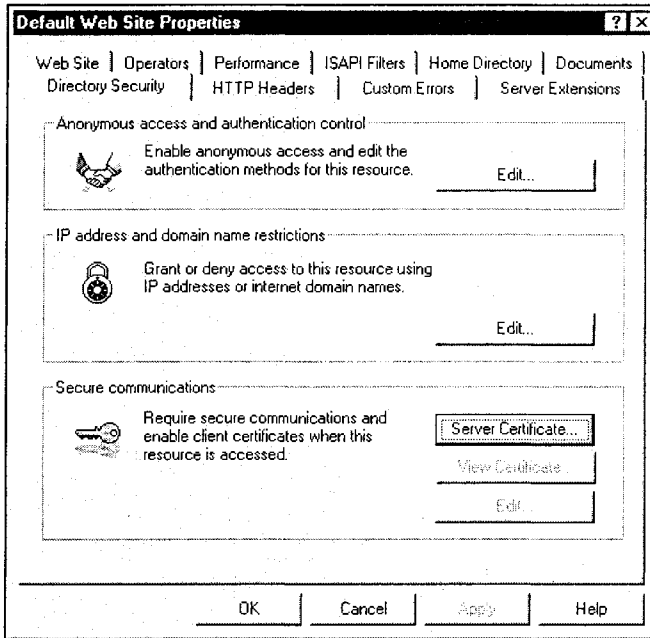 Default Web Site Properties
? ×
Web Site | Operators | Performance | ISAPI Filters | Home Directory | Documents
Directory Security | HTTP Headers | Custom Errors | Server Extensions
Anonymous access and authentication control
Enable anonymous access and edit the
authentication methods for this resource.
Edit...
IP address and domain name restrictions
Grant or deny access to this resource using
IP addresses or internet domain names.
Edit...
Secure communications
Require secure communications and
enable client certificates when this
resource is accessed.
Server Certificate...
View Certificate...
Edit...
OK
Cancel
Apply
Help